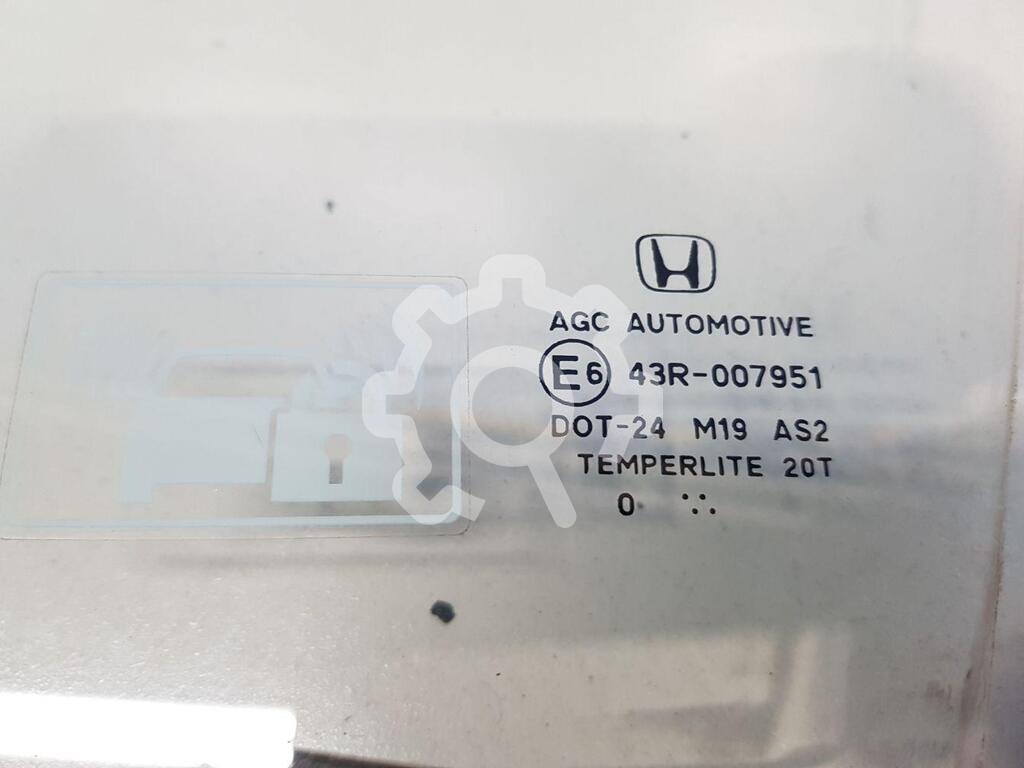 AGC AUTOMOTIVE
E6 43R-007951
DOT-24 M19 AS2
TEMPERLITE 20T
0 ∵